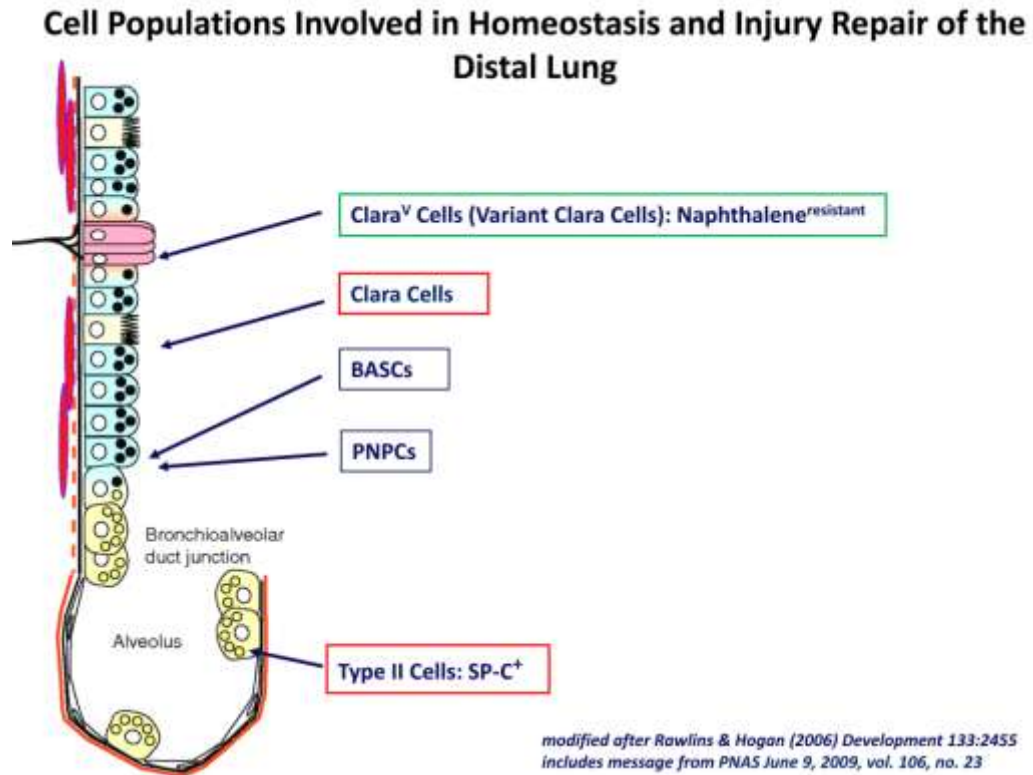 Cell Populations Involved in Homeostasis and Injury Repair of the
Distal Lung
Claraⱽ Cells (Variant Clara Cells): Naphthaleneʳᵉˢⁱˢᵗᵃⁿᵗ
Clara Cells
BASCs
PNPCs
Bronchioalveolar
duct junction
Alveolus
Type II Cells: SP-C⁺
modified after Rawlins & Hogan (2006) Development 133:2455
includes message from PNAS June 9, 2009, vol. 106, no. 23